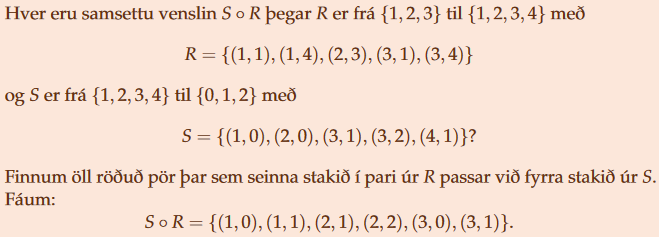 Hver eru samsettu venslin S ∘ R þegar R er frá {1, 2, 3} til {1, 2, 3, 4} með
R = {(1, 1), (1, 4), (2, 3), (3, 1), (3, 4)}
og S er frá {1, 2, 3, 4} til {0, 1, 2} með
S = {(1, 0), (2, 0), (3, 1), (3, 2), (4, 1)}?
Finnum öll röðuð pör þar sem seinna stakið í pari úr R passar við fyrra stakið úr S.
Fáum:
S ∘ R = {(1, 0), (1, 1), (2, 1), (2, 2), (3, 0), (3, 1)}.